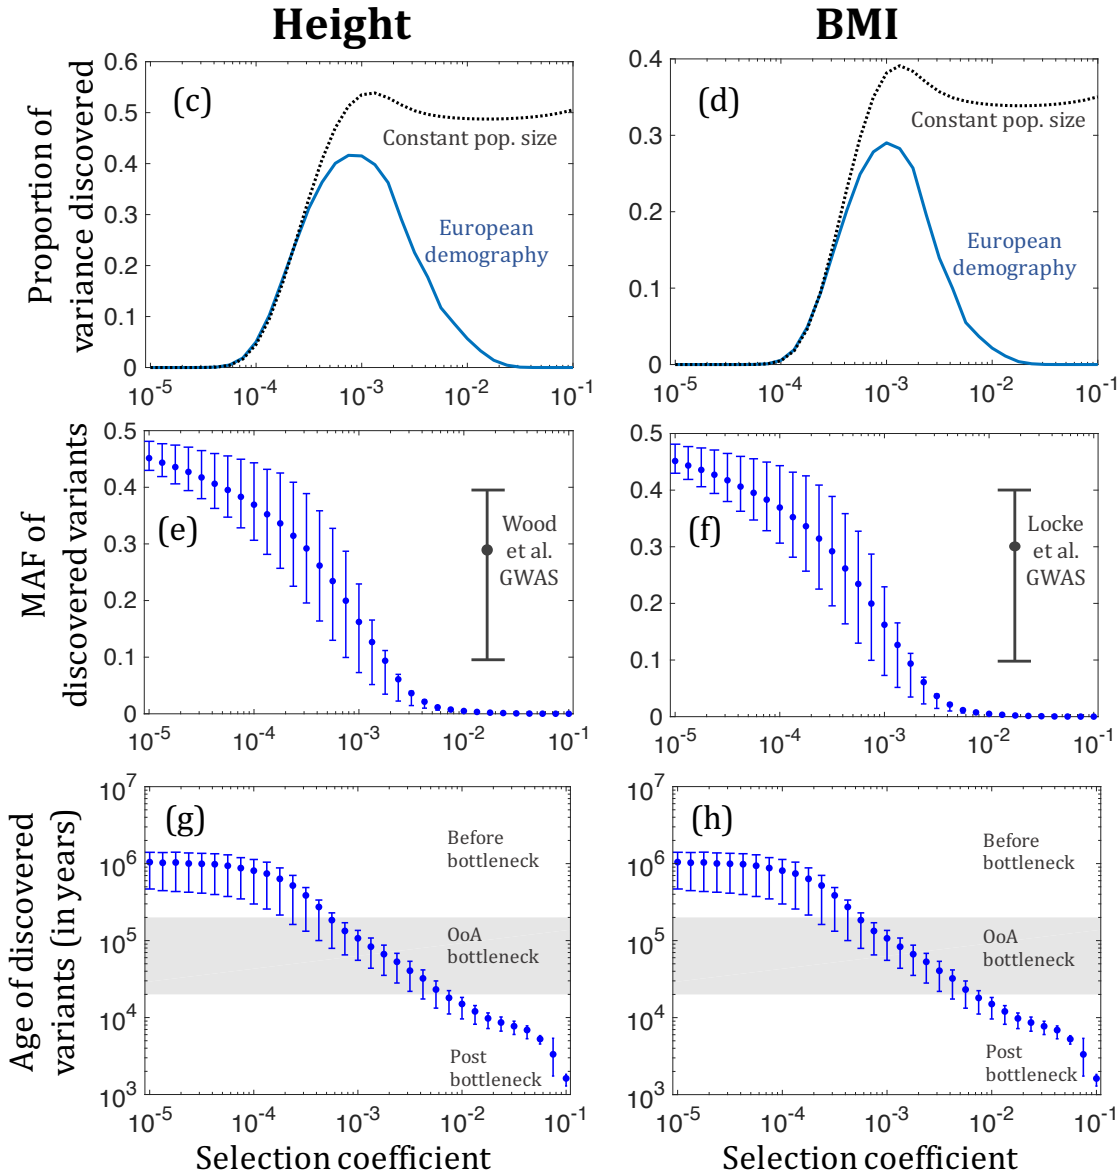 Height
BMI
Proportion of
variance discovered
0.6
0.5
0.4
0.3
0.2
0.1
0
(c)
Constant pop. size
European
demography
10-5
10-4
10-3
10-2
10-1
0.4
0.3
0.2
0.1
0
(d)
Constant pop. size
European
demography
10-5
10-4
10-3
10-2
10-1
MAF of
discovered variants
0.5
0.4
0.3
0.2
0.1
0
(e)
Wood
et al.
GWAS
10-5
10-4
10-3
10-2
10-1
0.5
0.4
0.3
0.2
0.1
0
(f)
Locke
et al.
GWAS
10-5
10-4
10-3
10-2
10-1
Age of discovered
variants (in years)
107
106
105
104
103
(g)
Before
bottleneck
OoA
bottleneck
Post
bottleneck
10-5
10-4
10-3
10-2
10-1
Selection coefficient
107
106
105
104
103
(h)
Before
bottleneck
OoA
bottleneck
Post
bottleneck
10-5
10-4
10-3
10-2
10-1
Selection coefficient